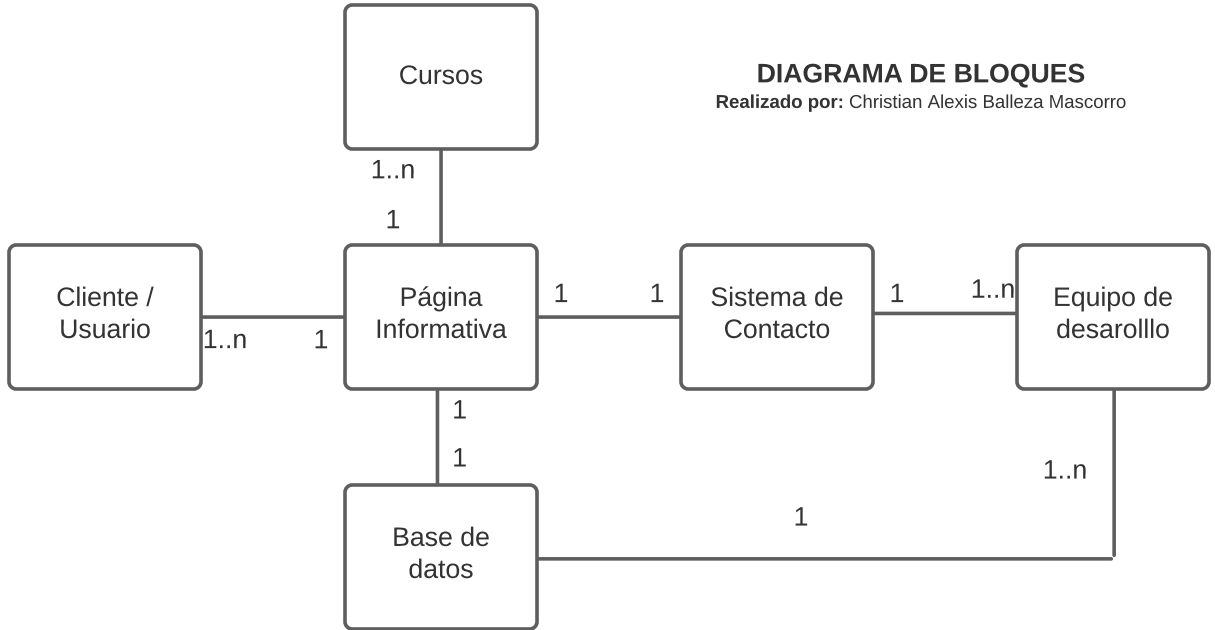 Cursos
DIAGRAMA DE BLOQUES
Realizado por: Christian Alexis Balleza Mascorro
1..n
1
Cliente /
Usuario
1..n
1
Página
Informativa
1
1
Sistema de
Contacto
1
1..n
Equipo de
desarolllo
1
1
1..n
1
Base de
datos